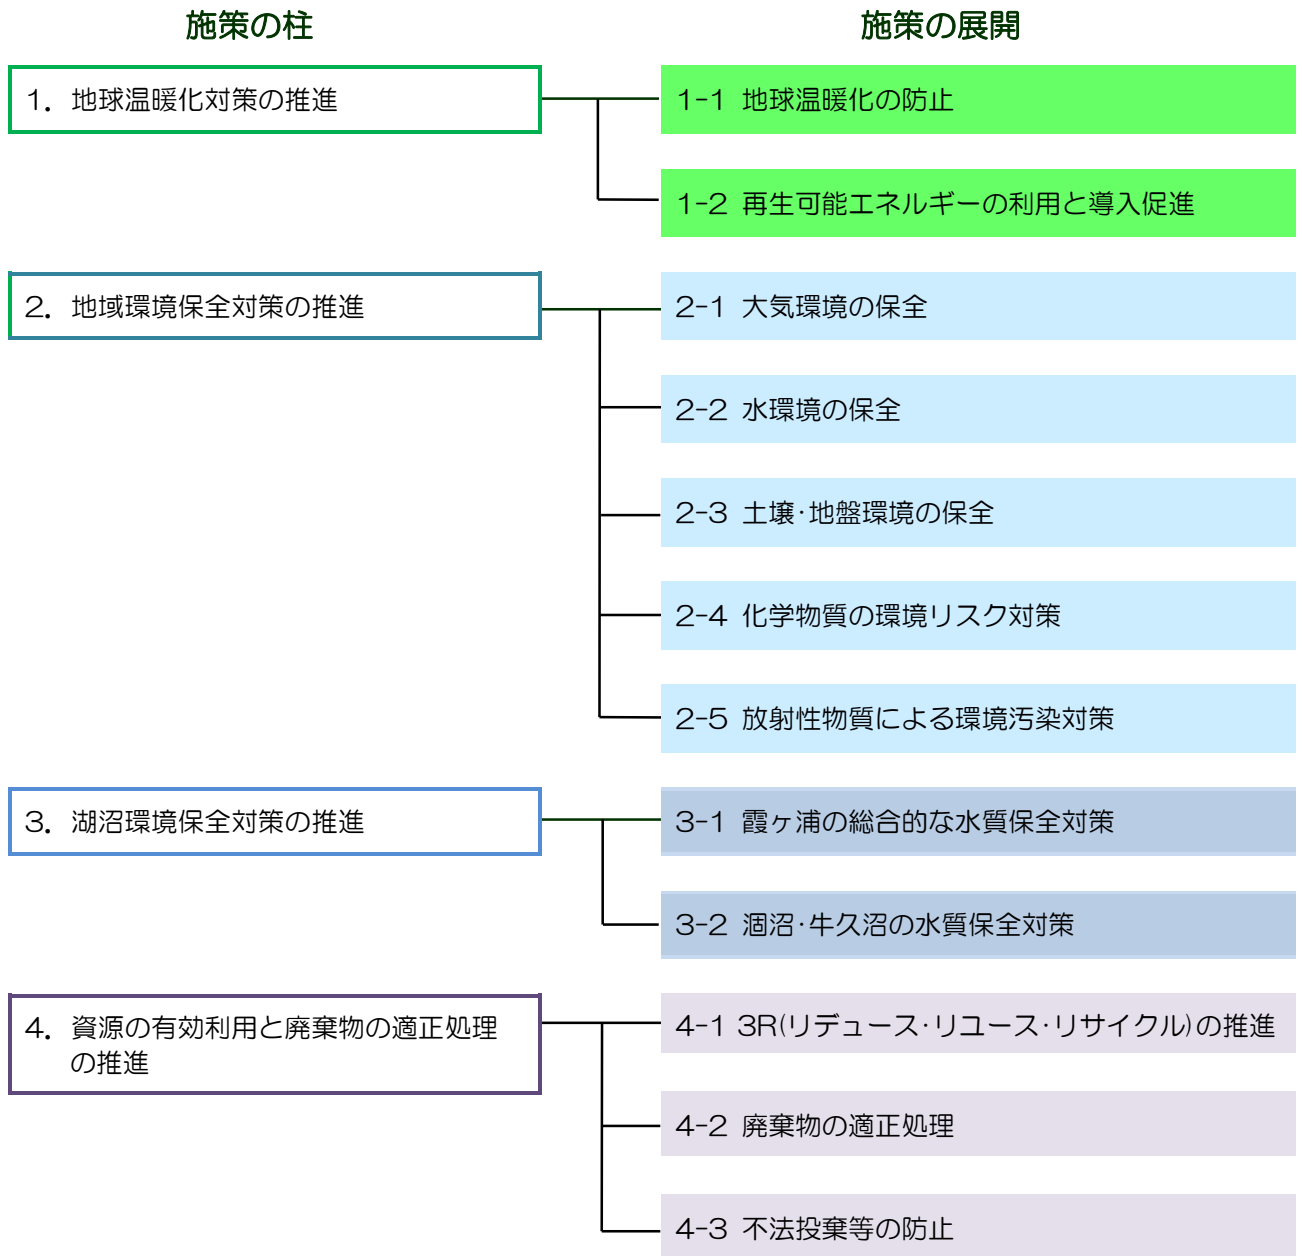 施策の柱
施策の展開
1．地球温暖化対策の推進
1-1 地球温暖化の防止
1-2 再生可能エネルギーの利用と導入促進
2．地域環境保全対策の推進
2-1 大気環境の保全
2-2 水環境の保全
2-3 土壌･地盤環境の保全
2-4 化学物質の環境リスク対策
2-5 放射性物質による環境汚染対策
3．湖沼環境保全対策の推進
3-1 霞ヶ浦の総合的な水質保全対策
3-2 涸沼･牛久沼の水質保全対策
4．資源の有効利用と廃棄物の適正処理
の推進
4-1 3R(リデュース･リユース･リサイクル)の推進
4-2 廃棄物の適正処理
4-3 不法投棄等の防止